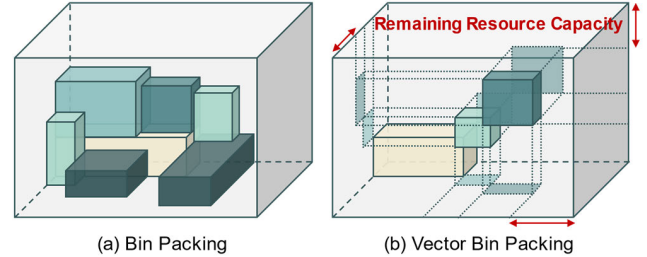 Remaining Resource Capacity
(a) Bin Packing
(b) Vector Bin Packing